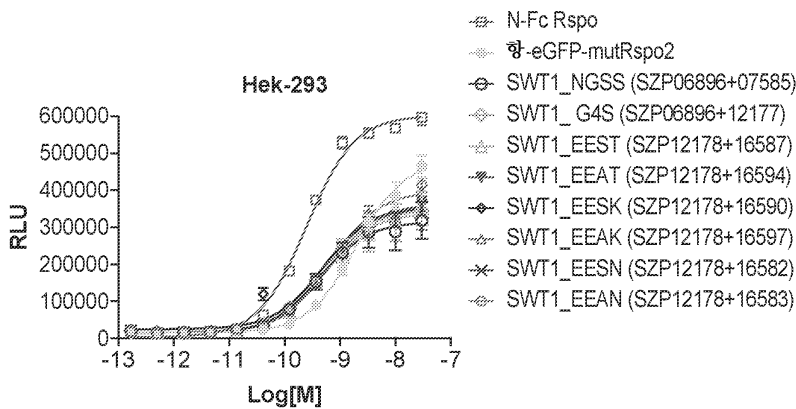 Hek-293
RLU
600000
500000
400000
300000
200000
100000
0
-13 -12 -11 -10 -9 -8 -7
Log[M]
N-Fc Rspo
항-eGFP-mutRspo2
SWT1_NGSS (SZP06896+07585)
SWT1_ G4S (SZP06896+12177)
SWT1_EEST (SZP12178+16587)
SWT1_EEAT (SZP12178+16594)
SWT1_EESK (SZP12178+16590)
SWT1_EEAK (SZP12178+16597)
SWT1_EESN (SZP12178+16582)
SWT1_EEAN (SZP12178+16583)